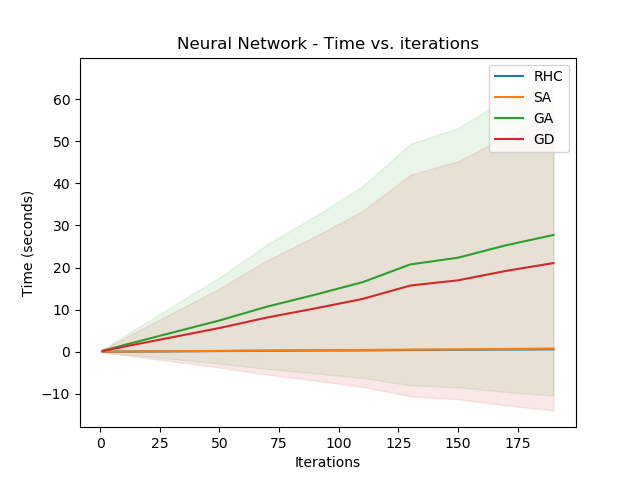 Neural Network - Time vs. iterations
RHC
SA
GA
GD
60
50
40
30
20
10
0
−10
Time (seconds)
0 25 50 75 100 125 150 175
Iterations